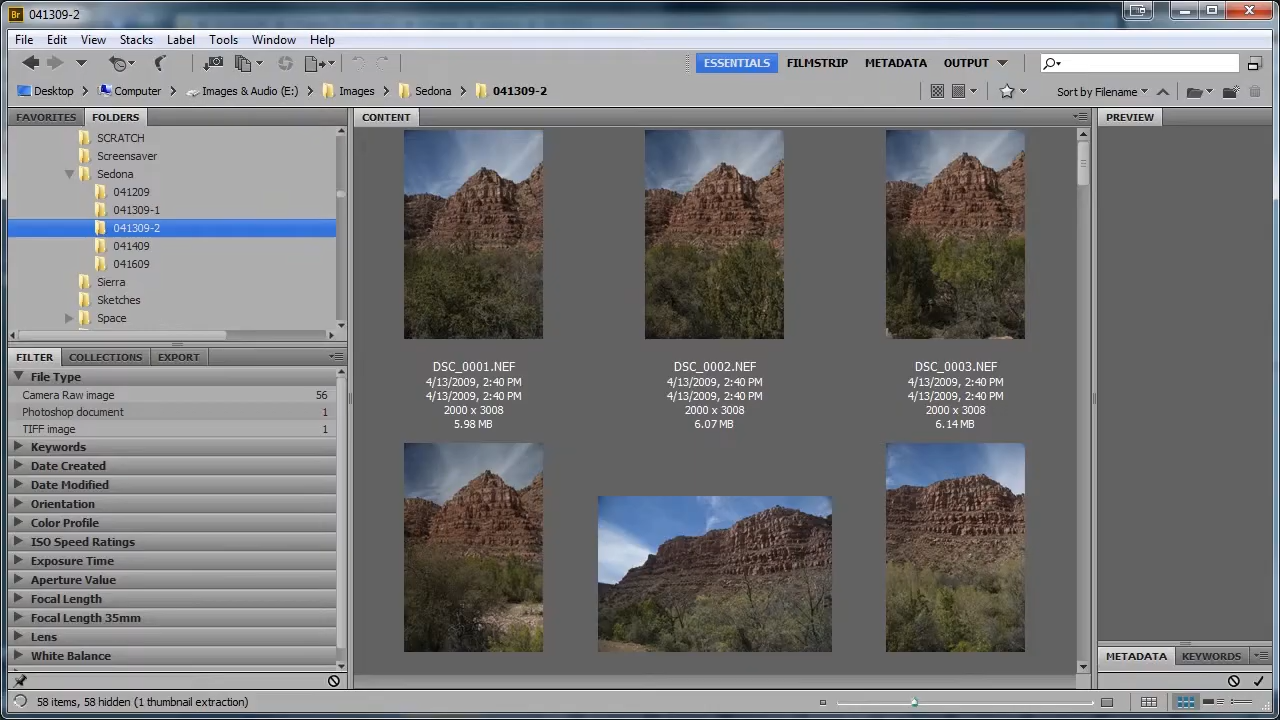 Br 041309-2
File Edit View Stacks Label Tools Window Help
ESSENTIALS FILMSTRIP METADATA OUTPUT
Desktop Computer Images & Audio (E:) Images Sedona 041309-2 Sort by Filename
FAVORITES FOLDERS
SCRATCH
Screensaver
Sedona
041209
041309-1
041309-2
041409
041609
Sierra
Sketches
Space
FILTER COLLECTIONS EXPORT
File Type
Camera Raw image 56
Photoshop document 1
TIFF image 1
Keywords
Date Created
Date Modified
Orientation
Color Profile
ISO Speed Ratings
Exposure Time
Aperture Value
Focal Length
Focal Length 35mm
Lens
White Balance
CONTENT
DSC_0001.NEF
4/13/2009, 2:40 PM
4/13/2009, 2:40 PM
2000 x 3008
5.98 MB
DSC_0002.NEF
4/13/2009, 2:40 PM
4/13/2009, 2:40 PM
2000 x 3008
6.07 MB
DSC_0003.NEF
4/13/2009, 2:40 PM
4/13/2009, 2:40 PM
2000 x 3008
6.14 MB
PREVIEW
METADATA KEYWORDS
58 items, 58 hidden (1 thumbnail extraction)